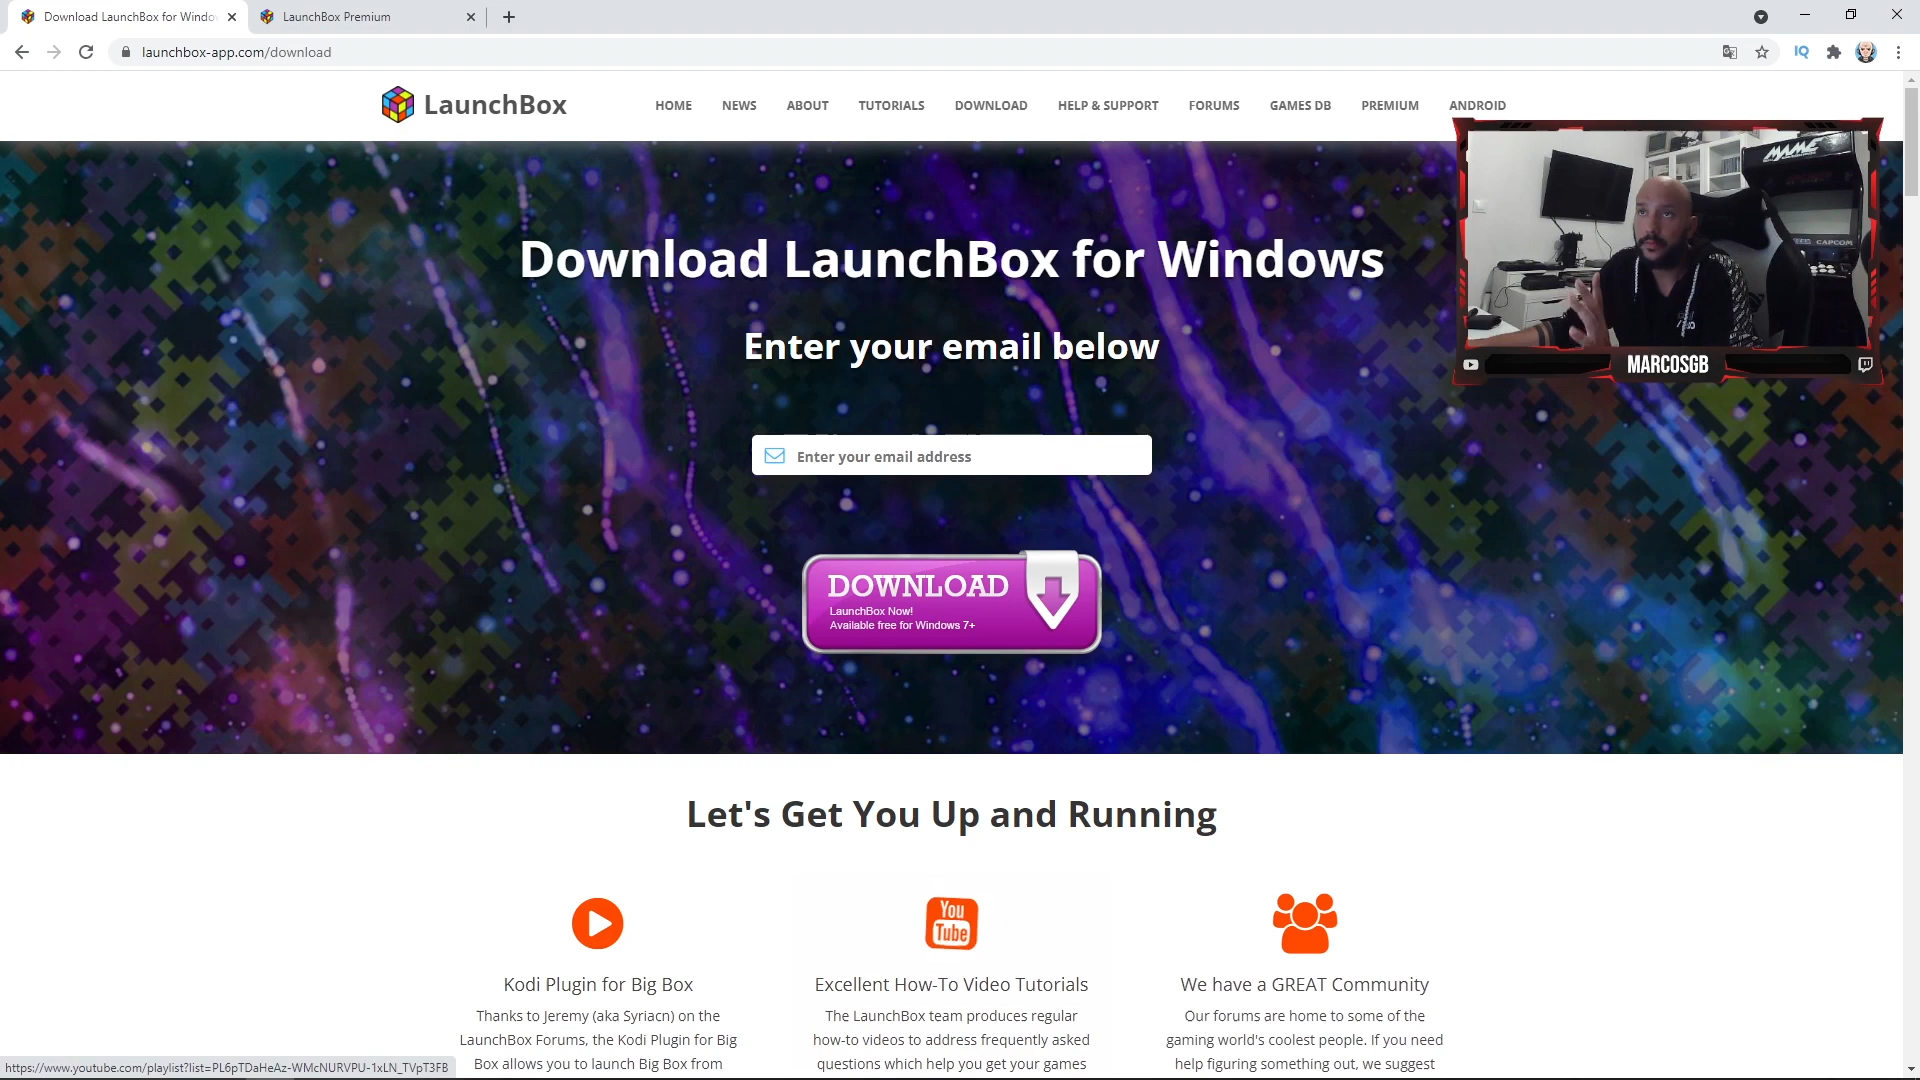 Download LaunchBox for Windo
LaunchBox Premium
launchbox-app.com/download
IQ
LaunchBox
HOME
NEWS
ABOUT
TUTORIALS
DOWNLOAD
HELP & SUPPORT
FORUMS
GAMES DB
PREMIUM
ANDROID
MAME
CAPCOM
MARCOSGB
Download LaunchBox for Windows
Enter your email below
Enter your email address
DOWNLOAD
LaunchBox Now!
Available free for Windows 7+
Let's Get You Up and Running
You
Tube
Kodi Plugin for Big Box
Thanks to Jeremy (aka Syriacn) on the
LaunchBox Forums, the Kodi Plugin for Big
Box allows you to launch Big Box from
Excellent How-To Video Tutorials
The LaunchBox team produces regular
how-to videos to address frequently asked
questions which help you get your games
We have a GREAT Community
Our forums are home to some of the
gaming world's coolest people. If you need
help figuring something out, we suggest
https://www.youtube.com/playlist?list=PL6pTDaHeAz-WMcNURVPU-1xLN_TVpT3FB